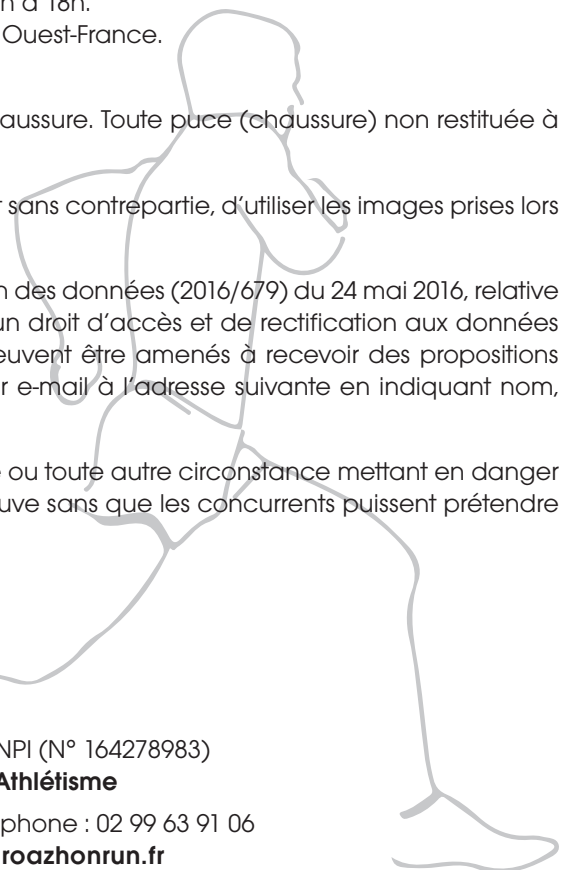 à 18h.
Ouest-France.
aussure. Toute puce (chaussure) non restituée à
sans contrepartie, d’utiliser les images prises lors
des données (2016/679) du 24 mai 2016, relative
un droit d’accès et de rectification aux données
euvent être amenés à recevoir des propositions
r e-mail à l’adresse suivante en indiquant nom,
ou toute autre circonstance mettant en danger
uve sans que les concurrents puissent prétendre
NPI (N° 164278983)
Athlétisme
phone : 02 99 63 91 06
roazhonrun.fr